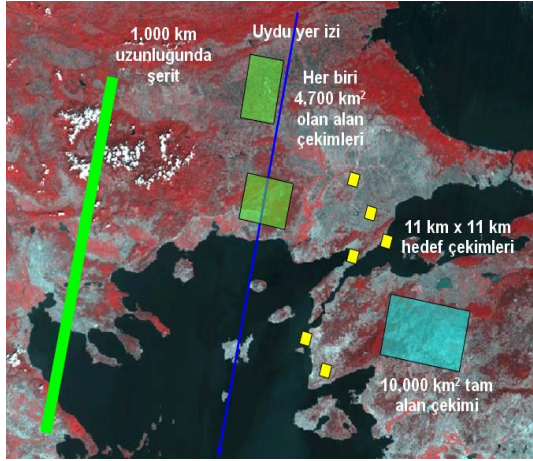 1,000 km
uzunluğunda
şerit
Uydu yer izi
Her biri
4,700 km²
olan alan
çekimleri
11 km x 11 km
hedef çekimleri
10,000 km² tam
alan çekimi